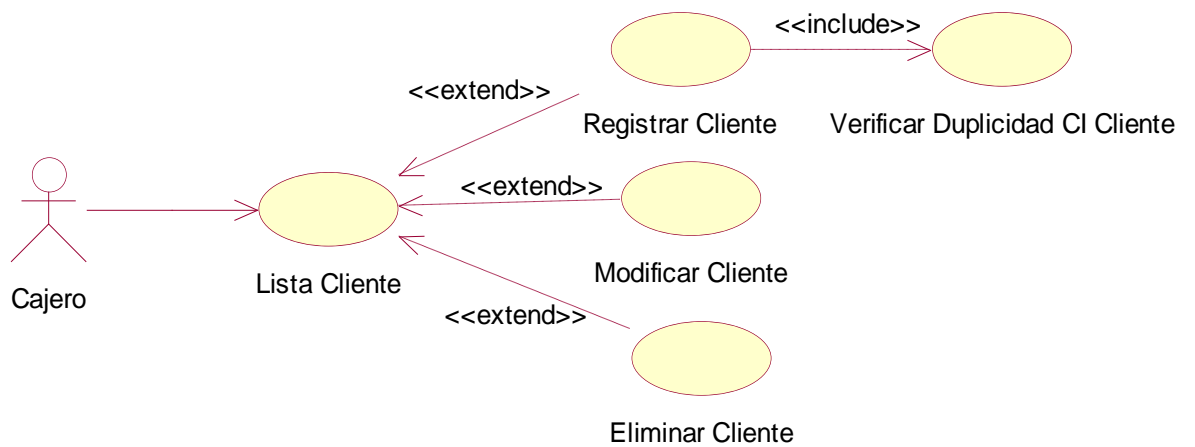 <<include>>
<<extend>>
Registrar Cliente
Verificar Duplicidad CI Cliente
<<extend>>
Modificar Cliente
Lista Cliente
Cajero
<<extend>>
Eliminar Cliente